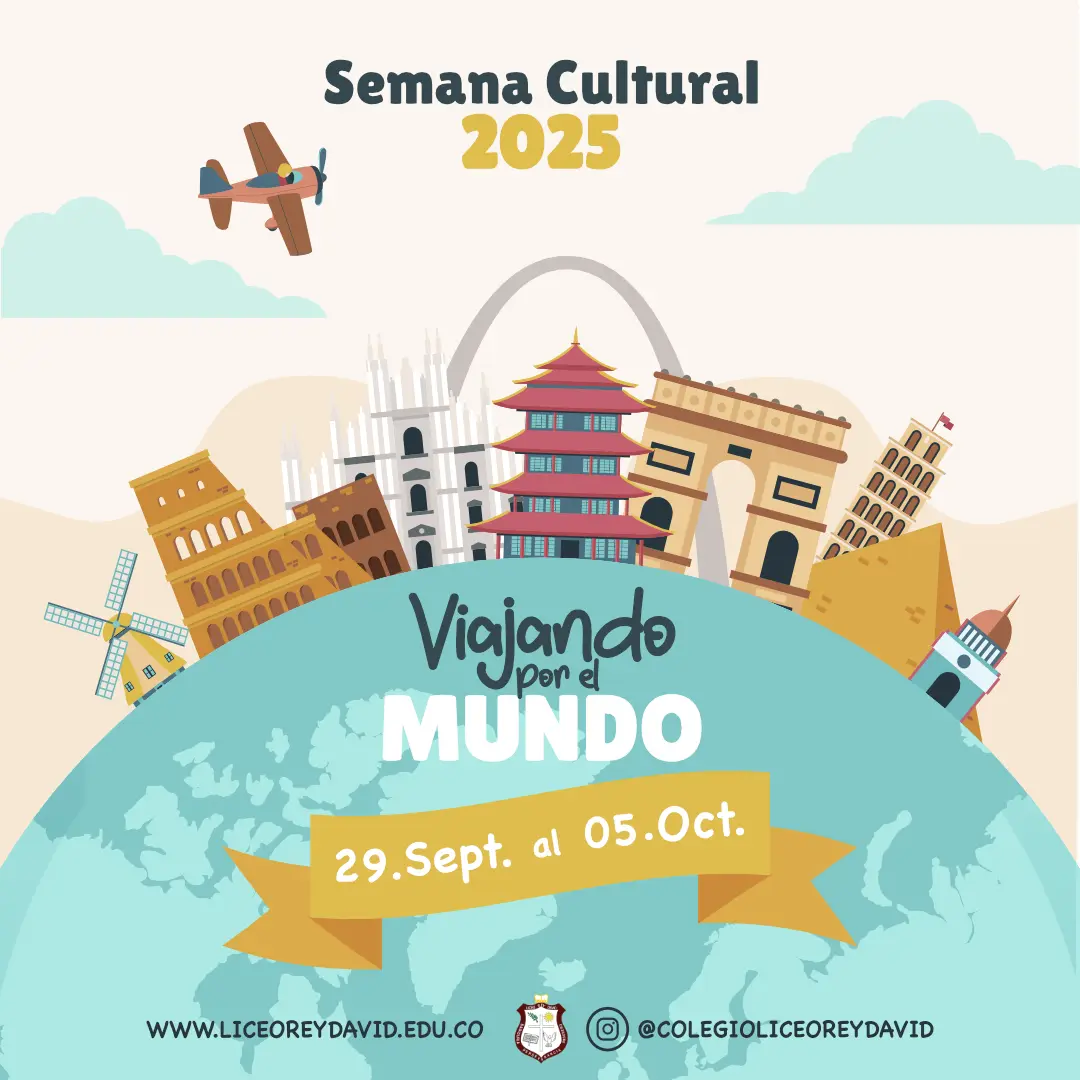 Semana Cultural
2025
Viajando
por el
MUNDO
29.Sept. al 05.Oct.
WWW.LICEOREYDAVID.EDU.CO
@COLEGIOLICEOREYDAVID